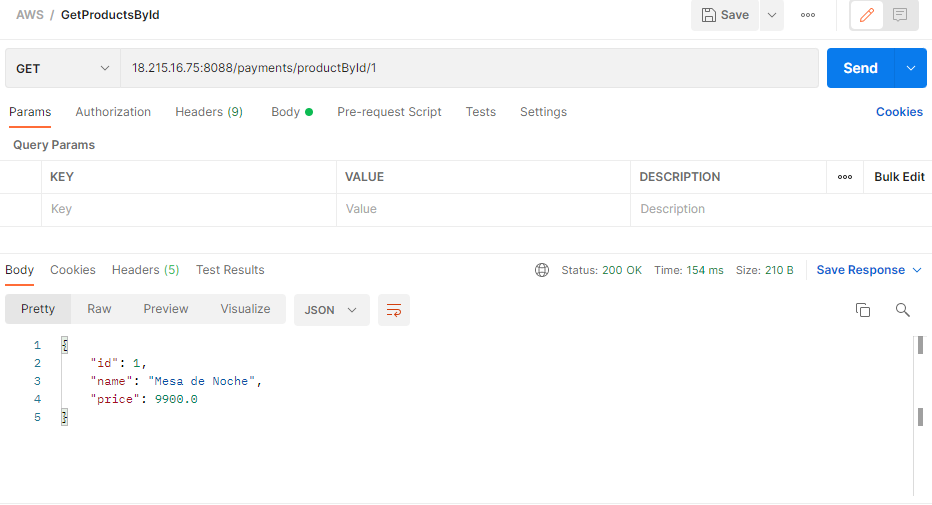 AWS / GetProductsById
Save
GET
18.215.16.75:8088/payments/productById/1
Send
Params Authorization Headers (9) Body Pre-request Script Tests Settings Cookies
Query Params
KEY VALUE DESCRIPTION Bulk Edit
Key Value Description
Body Cookies Headers (5) Test Results Status: 200 OK Time: 154 ms Size: 210 B Save Response
Pretty Raw Preview Visualize JSON
1 {
2 "id": 1,
3 "name": "Mesa de Noche",
4 "price": 9900.0
5 }